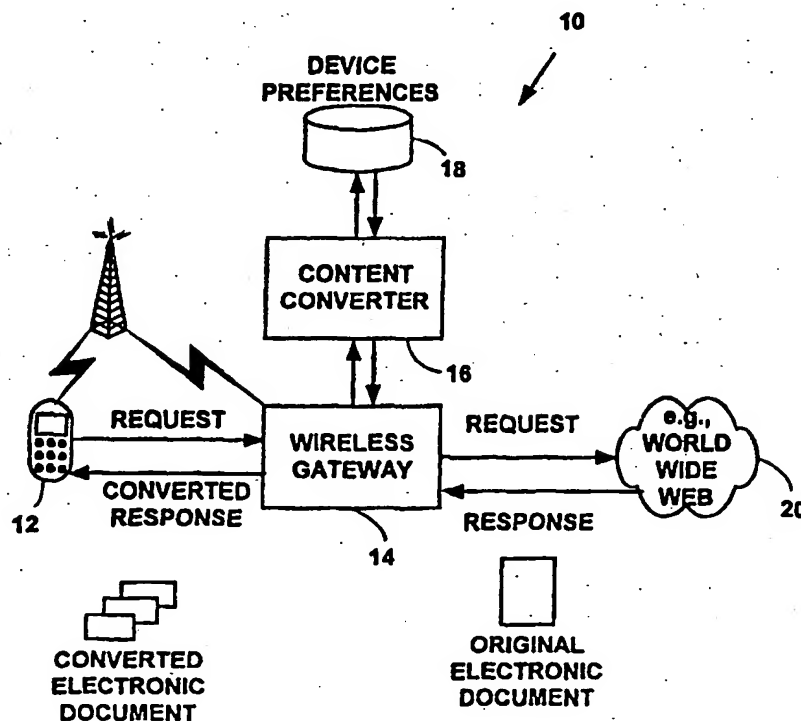 10
DEVICE
PREFERENCES
18
CONTENT
CONVERTER
16
REQUEST
WIRELESS
GATEWAY
REQUEST
e.g.,
WORLD
WIDE
WEB
12
CONVERTED
RESPONSE
14
RESPONSE
20
CONVERTED
ELECTRONIC
DOCUMENT
ORIGINAL
ELECTRONIC
DOCUMENT